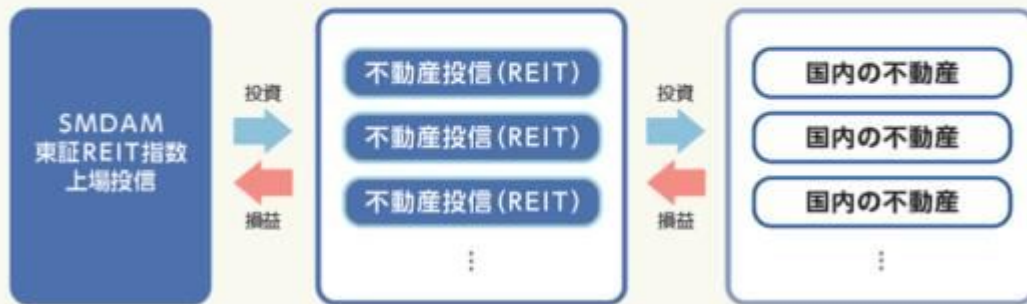 SMDAM
東証REIT指数
上場投信
投資
損益
不動産投信(REIT)
不動産投信(REIT)
不動産投信(REIT)
⋮
投資
損益
国内の不動産
国内の不動産
国内の不動産
⋮